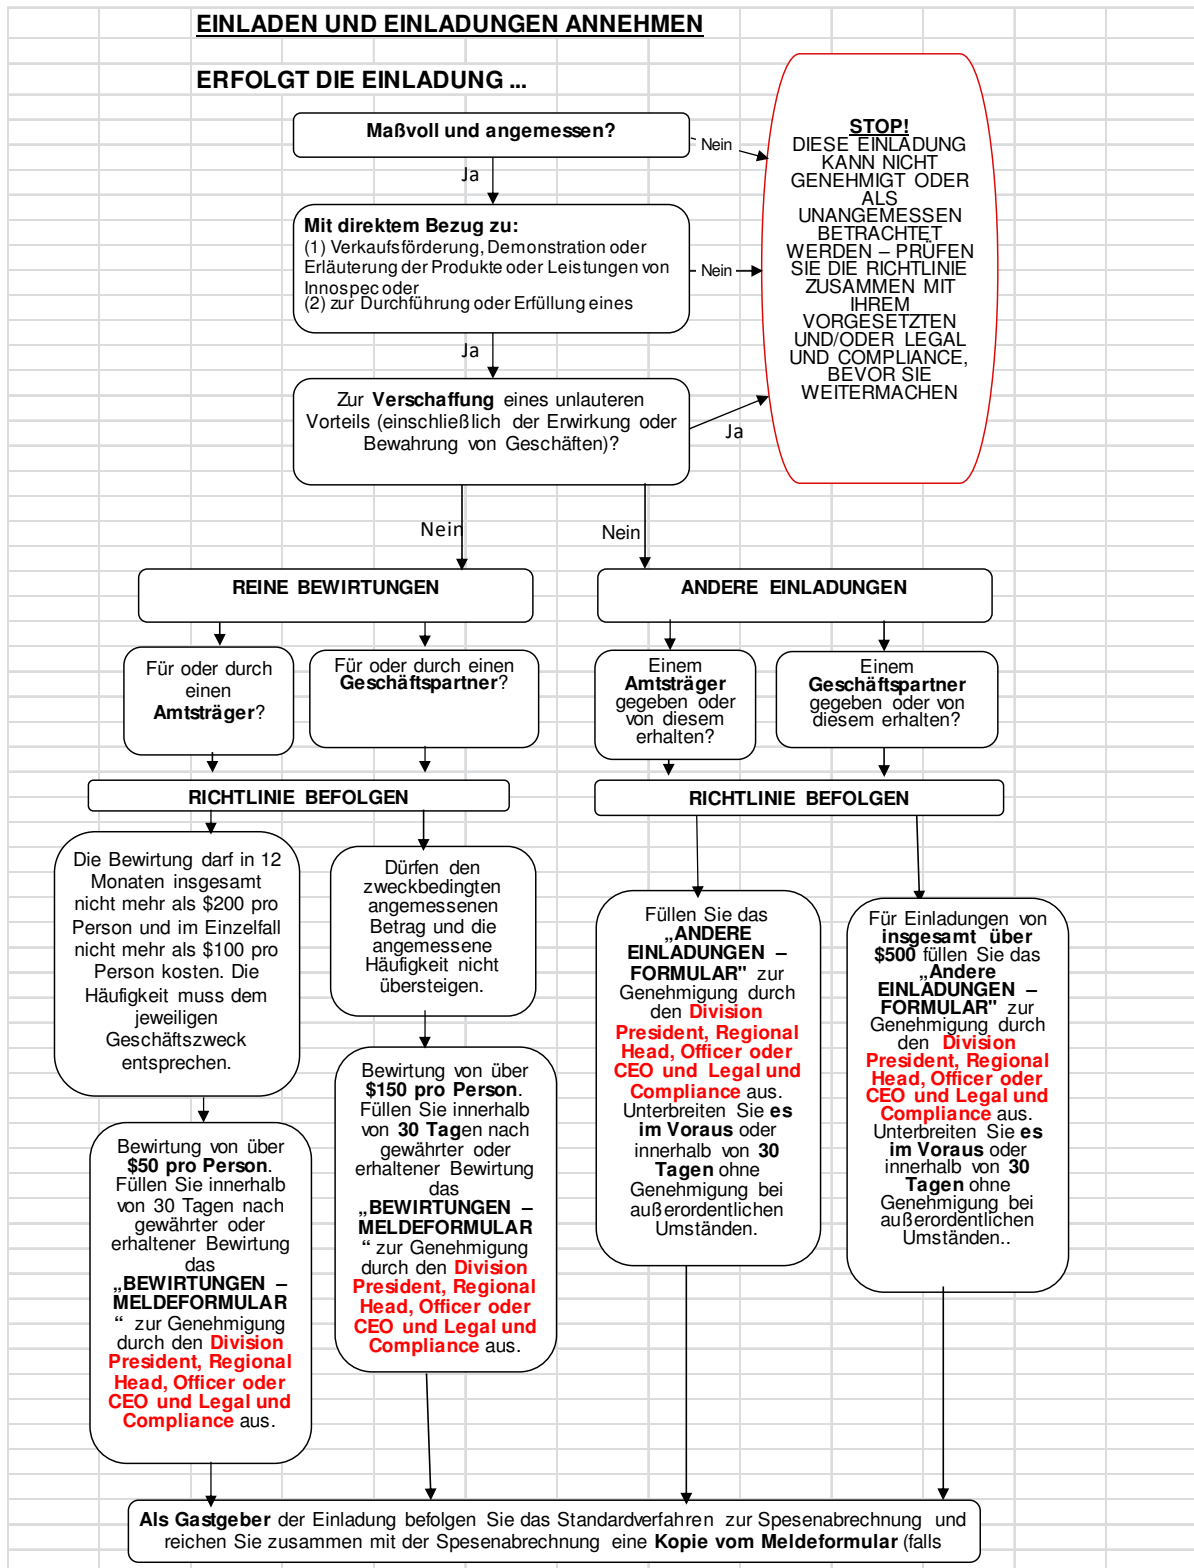 EINLADEN UND EINLADUNGEN ANNEHMEN
ERFOLGT DIE EINLADUNG ...
Maßvoll und angemessen?
Nein
STOP!
DIESE EINLADUNG
KANN NICHT
GENEHMIGT ODER
ALS
UNANGEMESSEN
BETRACHTET
WERDEN – PRÜFEN
SIE DIE RICHTLINIE
ZUSAMMEN MIT
IHREM
VORGESETZTEN
UND/ODER LEGAL
UND COMPLIANCE,
BEVOR SIE
WEITERMACHEN
Ja
Mit direktem Bezug zu:
(1) Verkaufsförderung, Demonstration oder
Erläuterung der Produkte oder Leistungen von
Innospec oder
(2) zur Durchführung oder Erfüllung eines
Nein
Ja
Zur Verschaffung eines unlauteren
Vorteils (einschließlich der Erwirkung oder
Bewahrung von Geschäften)?
Ja
Nein
Nein
REINE BEWIRTUNGEN
ANDERE EINLADUNGEN
Für oder durch
einen
Amtsträger?
Für oder durch einen
Geschäftspartner?
Einem
Amtsträger
gegeben oder
von diesem
erhalten?
Einem
Geschäftspartner
gegeben oder von
diesem erhalten?
RICHTLINIE BEFOLGEN
RICHTLINIE BEFOLGEN
Die Bewirtung darf in 12
Monaten insgesamt
nicht mehr als $200 pro
Person und im Einzelfall
nicht mehr als $100 pro
Person kosten. Die
Häufigkeit muss dem
jeweiligen
Geschäftszweck
entsprechen.
Dürfen den
zweckbedingten
angemessenen
Betrag und die
angemessene
Häufigkeit nicht
übersteigen.
Füllen Sie das
„ANDERE
EINLADUNGEN –
FORMULAR" zur
Genehmigung durch
den Division
President, Regional
Head, Officer oder
CEO und Legal und
Compliance aus.
Unterbreiten Sie es
im Voraus oder
innerhalb von 30
Tagen ohne
Genehmigung bei
außerordentlichen
Umständen.
Für Einladungen von
insgesamt über
$500 füllen Sie das
„Andere
EINLADUNGEN –
FORMULAR" zur
Genehmigung durch
den Division
President, Regional
Head, Officer oder
CEO und Legal und
Compliance aus.
Unterbreiten Sie es
im Voraus oder
innerhalb von 30
Tagen ohne
Genehmigung bei
außerordentlichen
Umständen..
Bewirtung von über
$50 pro Person.
Füllen Sie innerhalb
von 30 Tagen nach
gewährter oder
erhaltener Bewirtung
das
„BEWIRTUNGEN –
MELDEFORMULAR
“ zur Genehmigung
durch den Division
President, Regional
Head, Officer oder
CEO und Legal und
Compliance aus.
Bewirtung von über
$150 pro Person.
Füllen Sie innerhalb
von 30 Tagen nach
gewährter oder
erhaltener Bewirtung
das
„BEWIRTUNGEN –
MELDEFORMULAR
“ zur Genehmigung
durch den Division
President, Regional
Head, Officer oder
CEO und Legal und
Compliance aus.
Als Gastgeber der Einladung befolgen Sie das Standardverfahren zur Spesenabrechnung und
reichen Sie zusammen mit der Spesenabrechnung eine Kopie vom Meldeformular (falls